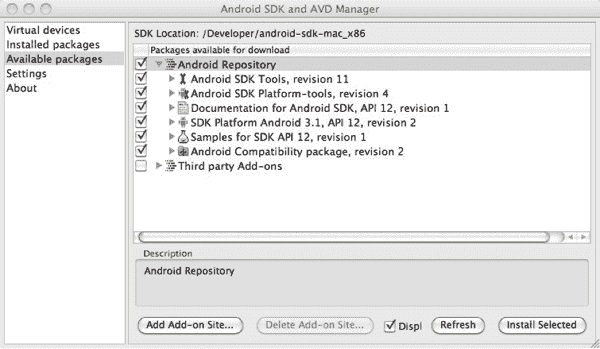 Android SDK and AVD Manager
Virtual devices
Installed packages
Available packages
Settings
About
SDK Location: /Developer/android-sdk-mac_x86
Packages available for download
Android Repository
Android SDK Tools, revision 11
Android SDK Platform-tools, revision 4
Documentation for Android SDK, API 12, revision 1
SDK Platform Android 3.1, API 12, revision 2
Samples for SDK API 12, revision 1
Android Compatibility package, revision 2
Third party Add-ons
Description
Android Repository
Add Add-on Site... Delete Add-on Site... Displ Refresh Install Selected